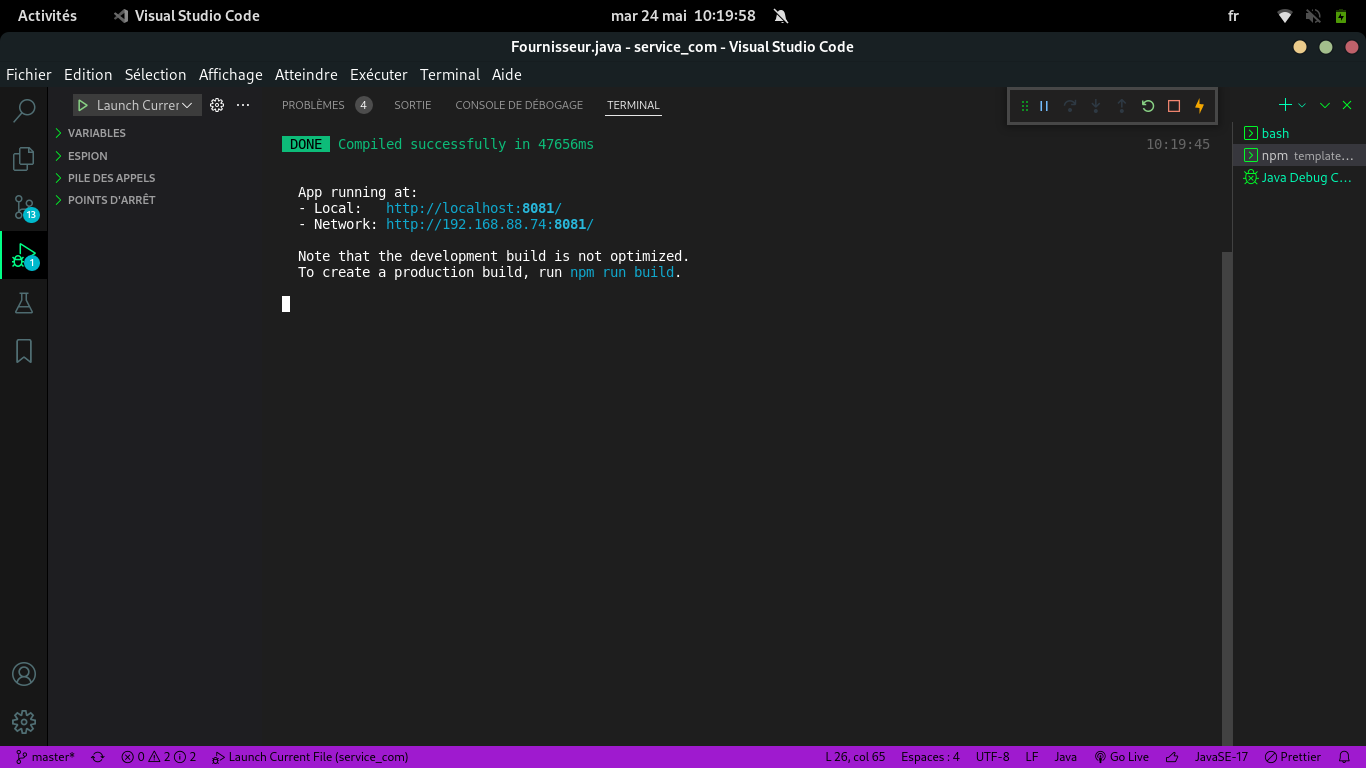 Activités Visual Studio Code mar 24 mai 10:19:58 fr
Fournisseur.java - service_com - Visual Studio Code
Fichier Edition Sélection Affichage Atteindre Exécuter Terminal Aide
Launch Currer PROBLÈMES 4 SORTIE CONSOLE DE DÉBOGAGE TERMINAL
VARIABLES
ESPION
PILE DES APPELS
POINTS D'ARRÊT
DONE Compiled successfully in 47656ms 10:19:45
App running at:
- Local: http://localhost:8081/
- Network: http://192.168.88.74:8081/
Note that the development build is not optimized.
To create a production build, run npm run build.
bash
npm template...
Java Debug C...
13
1
master* 0 2 2 Launch Current File (service_com) L 26, col 65 Espaces : 4 UTF-8 LF Java Go Live JavaSE-17 Prettier